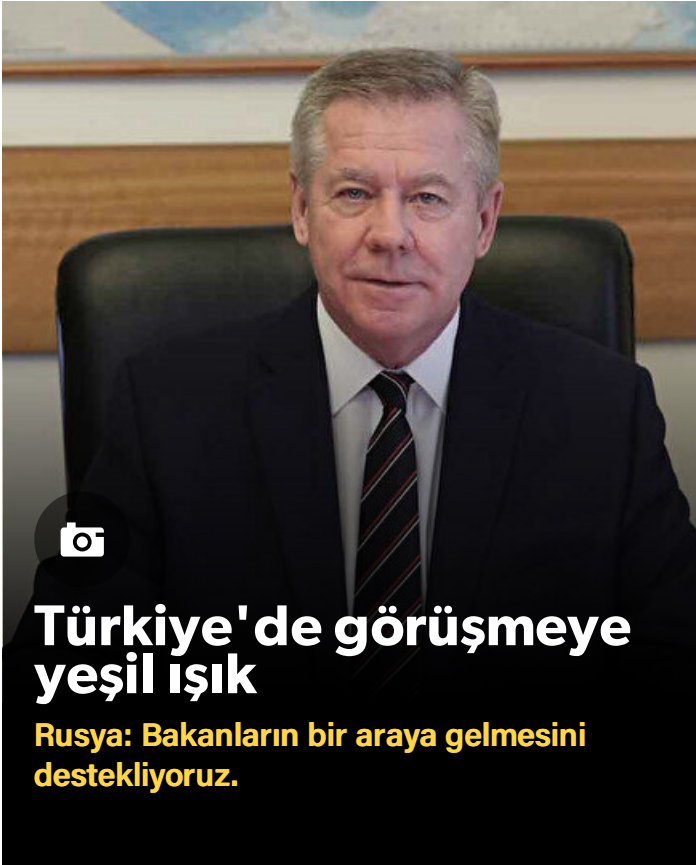 Türkiye'de görüşmeye
yeşil ışık
Rusya: Bakanların bir araya gelmesini
destekliyoruz.